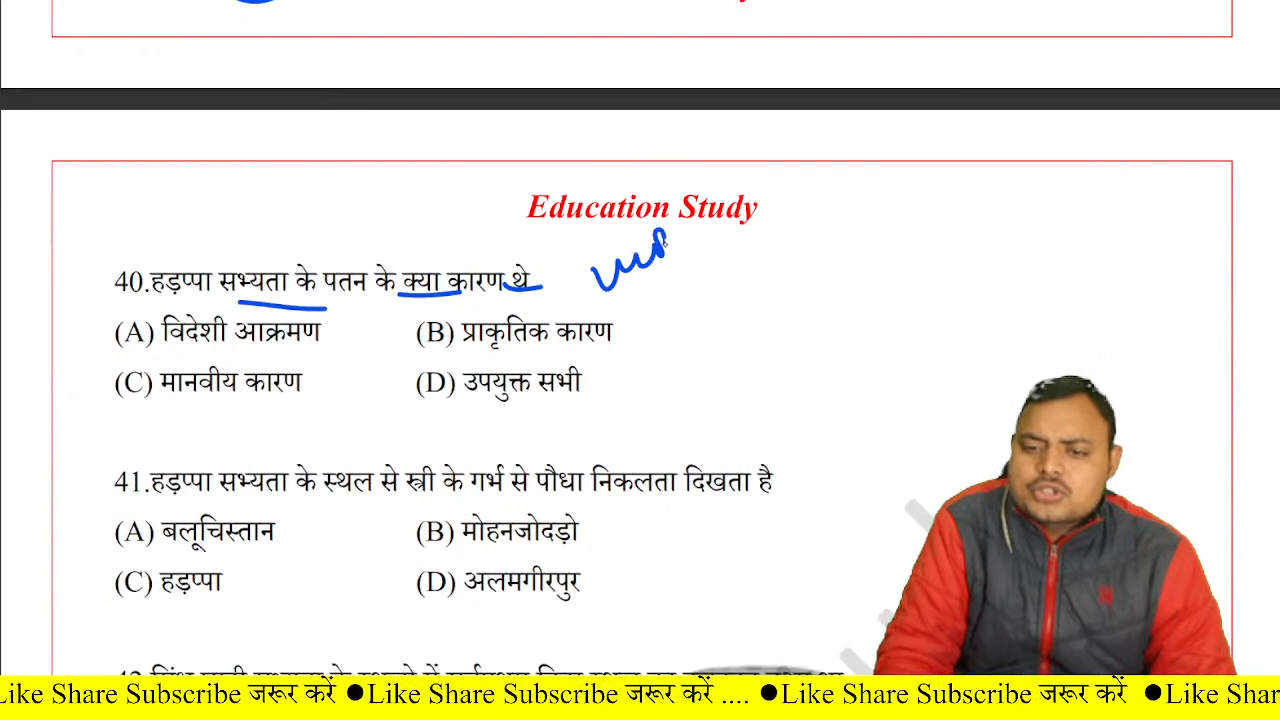 Education Study
40.हड़प्पा सभ्यता के पतन के क्या कारण थे
(A) विदेशी आक्रमण (B) प्राकृतिक कारण
(C) मानवीय कारण (D) उपयुक्त सभी
41.हड़प्पा सभ्यता के स्थल से स्त्री के गर्भ से पौधा निकलता दिखता है
(A) बलूचिस्तान (B) मोहनजोदड़ो
(C) हड़प्पा (D) अलमगीरपुर
Like Share Subscribe जरूर करें ●Like Share Subscribe जरूर करें .... ●Like Share Subscribe जरूर करें ●Like Shar